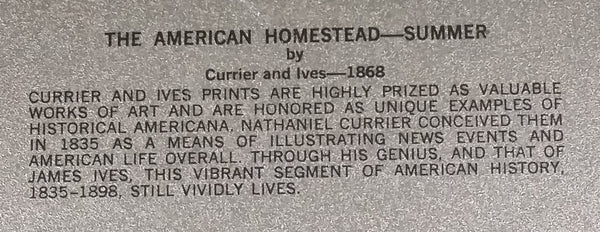 THE AMERICAN HOMESTEAD—SUMMER
by
Currier and Ives—1868
CURRIER AND IVES PRINTS ARE HIGHLY PRIZED AS VALUABLE
WORKS OF ART AND ARE HONORED AS UNIQUE EXAMPLES OF
HISTORICAL AMERICANA. NATHANIEL CURRIER CONCEIVED THEM
IN 1835 AS A MEANS OF ILLUSTRATING NEWS EVENTS AND
AMERICAN LIFE OVERALL. THROUGH HIS GENIUS, AND THAT OF
JAMES IVES, THIS VIBRANT SEGMENT OF AMERICAN HISTORY,
1835-1898, STILL VIVIDLY LIVES.